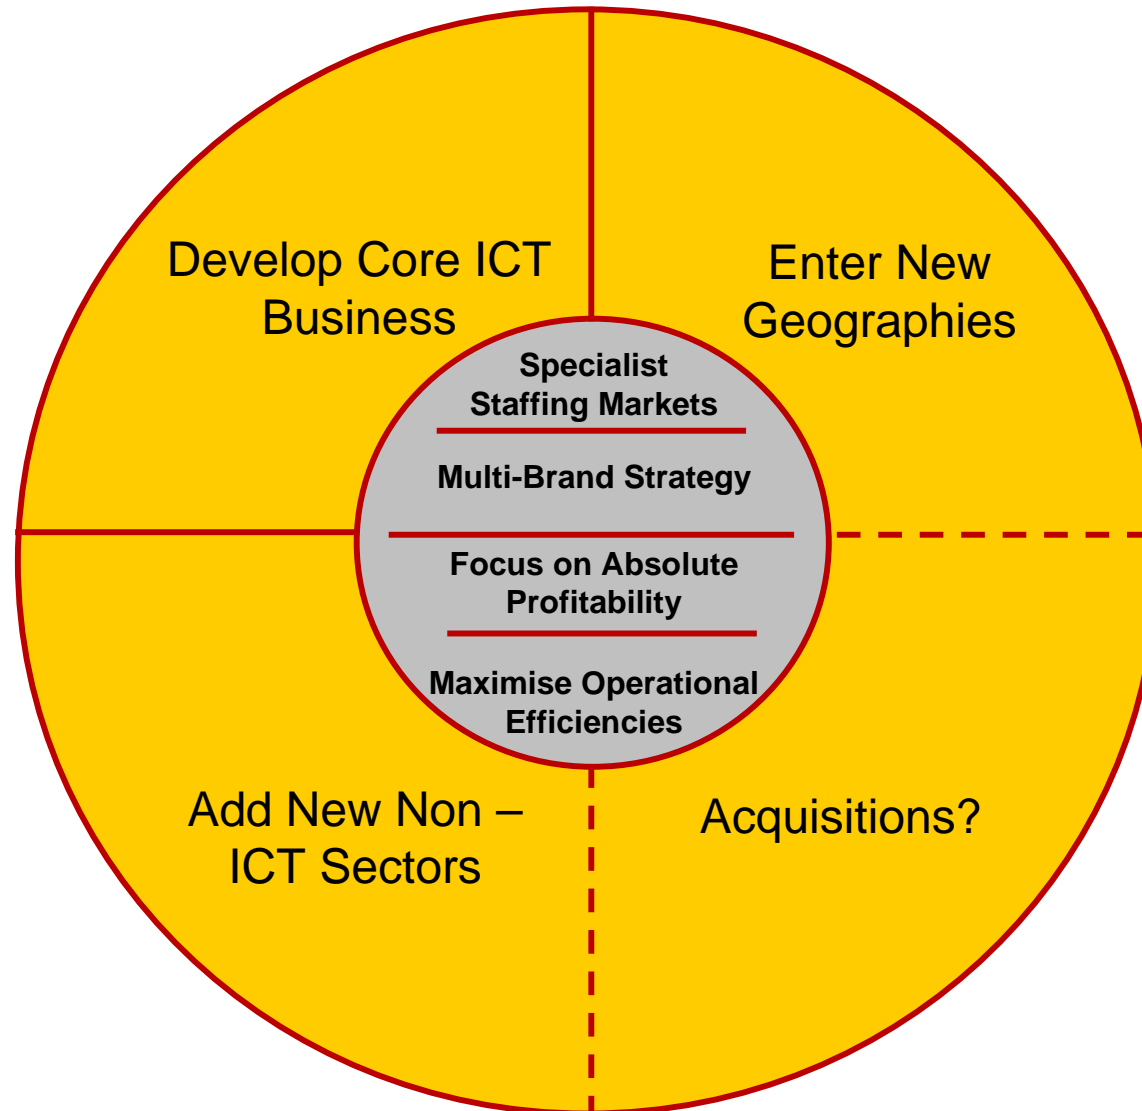 Develop Core ICT
Business
Enter New
Geographies
Specialist
Staffing Markets
Multi-Brand Strategy
Focus on Absolute
Profitability
Maximise Operational
Efficiencies
Add New Non –
ICT Sectors
Acquisitions?